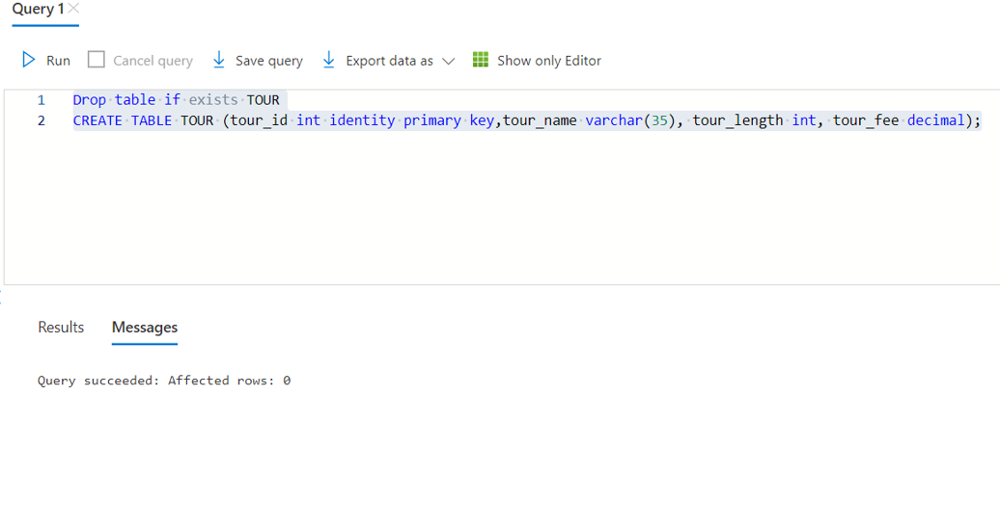 Query 1
Run Cancel query Save query Export data as Show only Editor
1 Drop table if exists TOUR
2 CREATE TABLE TOUR (tour_id int identity primary key,tour_name varchar(35), tour_length int, tour_fee decimal);
Results Messages
Query succeeded: Affected rows: 0